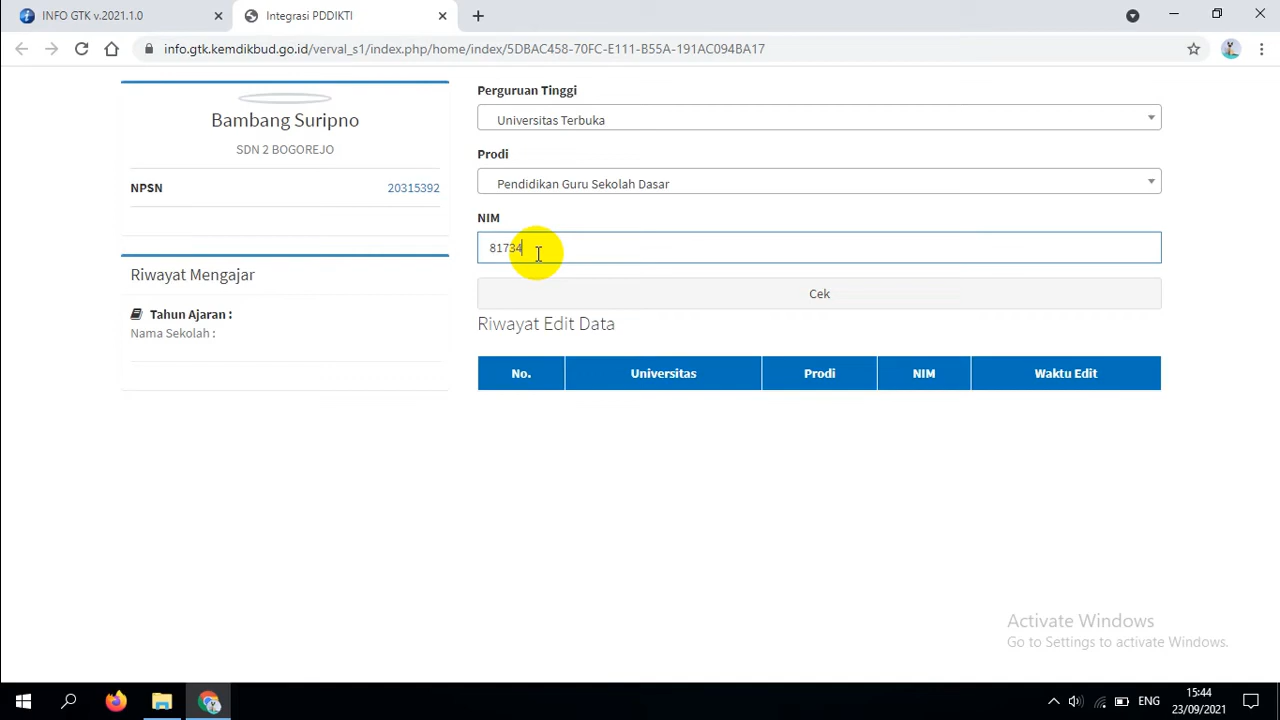 INFO GTK v.2021.1.0
Integrasi PDDIKTI
info.gtk.kemdikbud.go.id/verval_s1/index.php/home/index/5DBAC458-70FC-E111-B55A-191AC094BA17
Bambang Suripno
SDN 2 BOGOREJO
NPSN 20315392
Riwayat Mengajar
Tahun Ajaran :
Nama Sekolah :
Perguruan Tinggi
Universitas Terbuka
Prodi
Pendidikan Guru Sekolah Dasar
NIM
81734
Cek
Riwayat Edit Data
No. Universitas Prodi NIM Waktu Edit
Activate Windows
Go to Settings to activate Windows.
ENG
15:44
23/09/2021